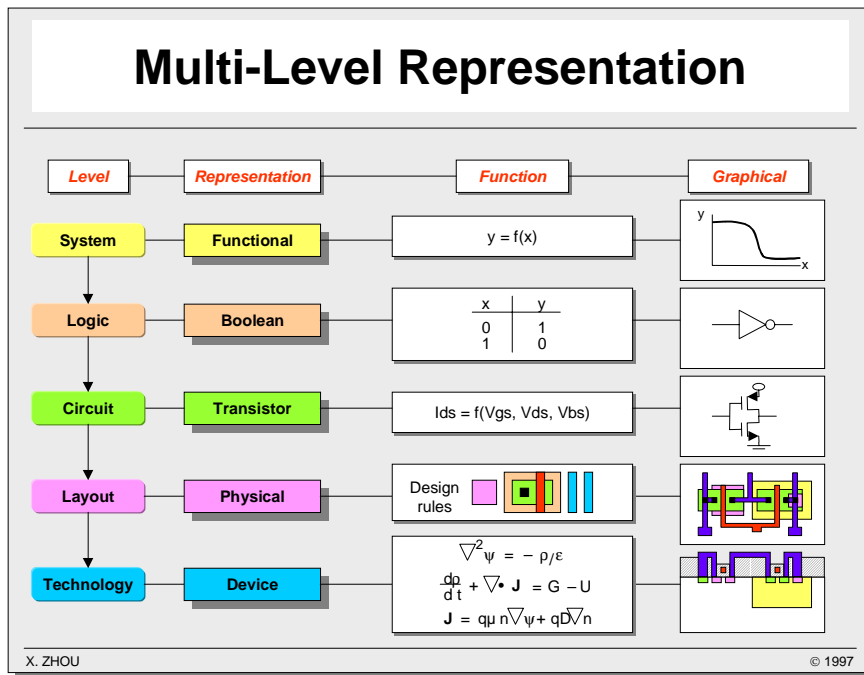 Multi-Level Representation
Level Representation Function Graphical
System Functional y = f(x) y x
Logic Boolean x y
0 1
1 0
Circuit Transistor Ids = f(Vgs, Vds, Vbs)
Layout Physical Design rules
Technology Device
▽²ψ = − ρ/ε
dρ/dt + ▽• J = G − U
J = qμn▽ψ + qD▽n
X. ZHOU © 1997